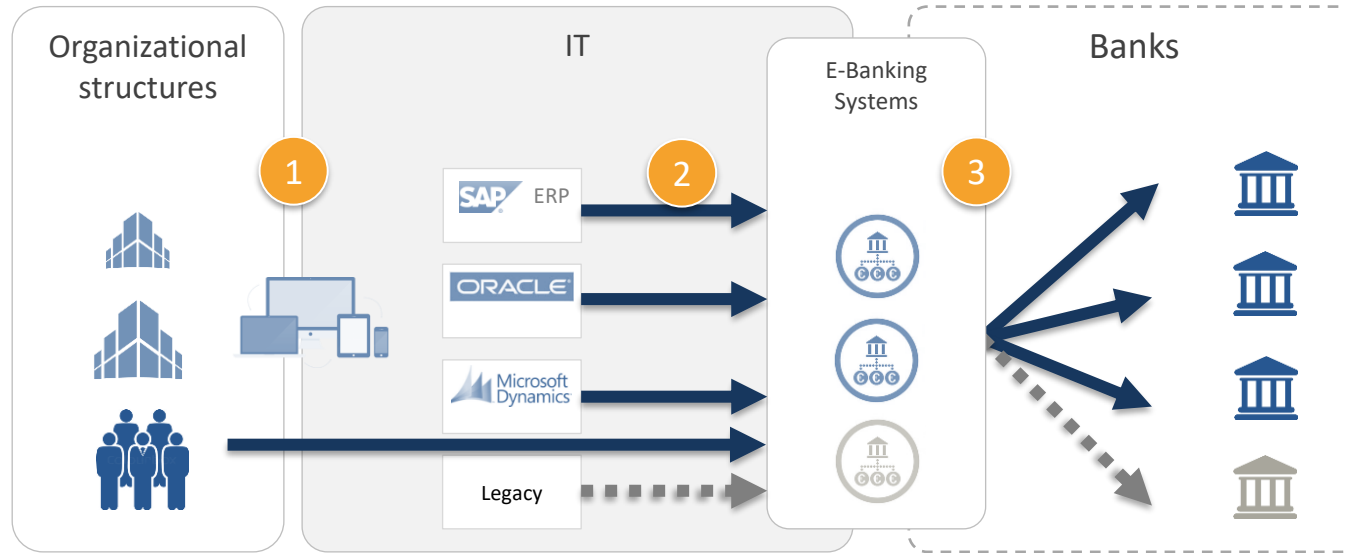 Organizational
structures
IT
Banks
E-Banking
Systems
1
2
3
SAP® ERP
ORACLE®
Microsoft
Dynamics
Legacy